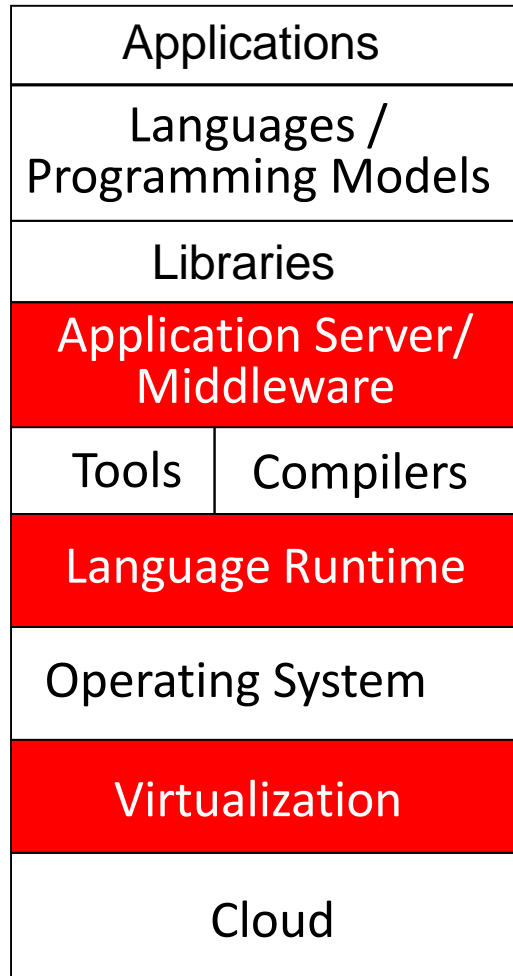 Applications
Languages /
Programming Models
Libraries
Application Server/
Middleware
Tools
Compilers
Language Runtime
Operating System
Virtualization
Cloud